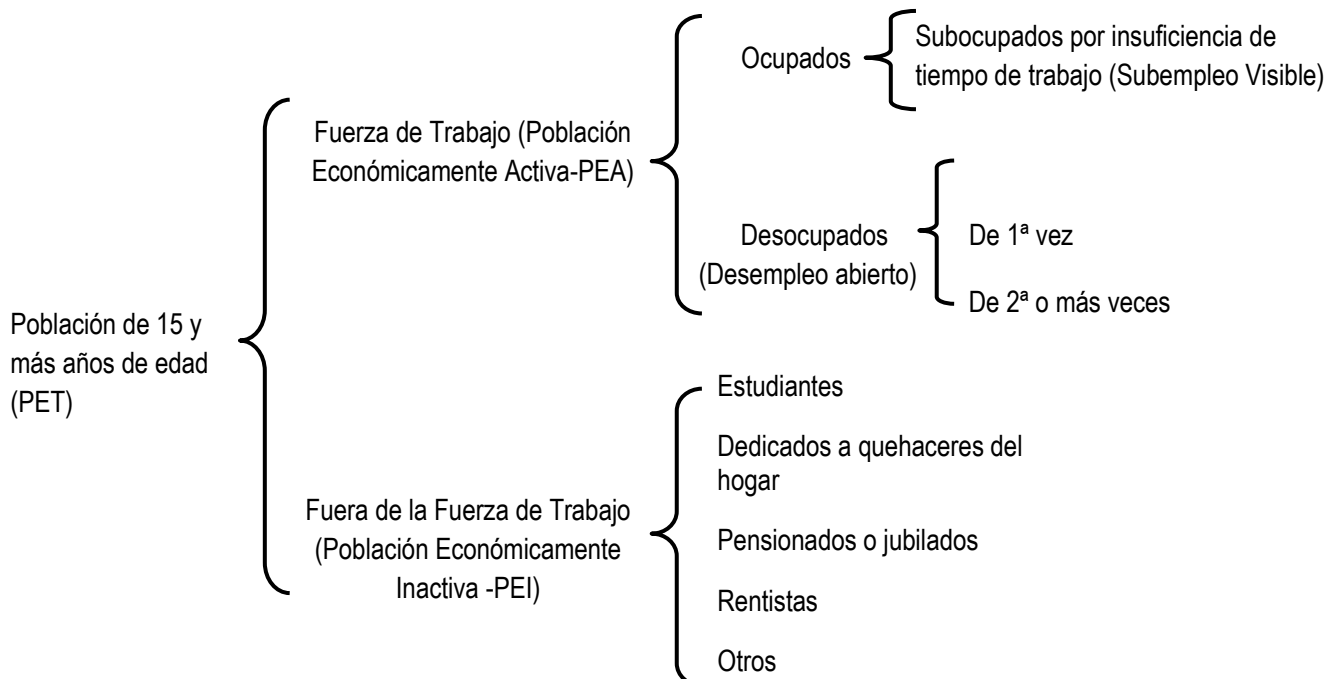 Población de 15 y
más años de edad
(PET)
Fuerza de Trabajo (Población
Económicamente Activa-PEA)
Ocupados
Subocupados por insuficiencia de
tiempo de trabajo (Subempleo Visible)
Desocupados
(Desempleo abierto)
De 1ª vez
De 2ª o más veces
Fuera de la Fuerza de Trabajo
(Población Económicamente
Inactiva -PEI)
Estudiantes
Dedicados a quehaceres del
hogar
Pensionados o jubilados
Rentistas
Otros